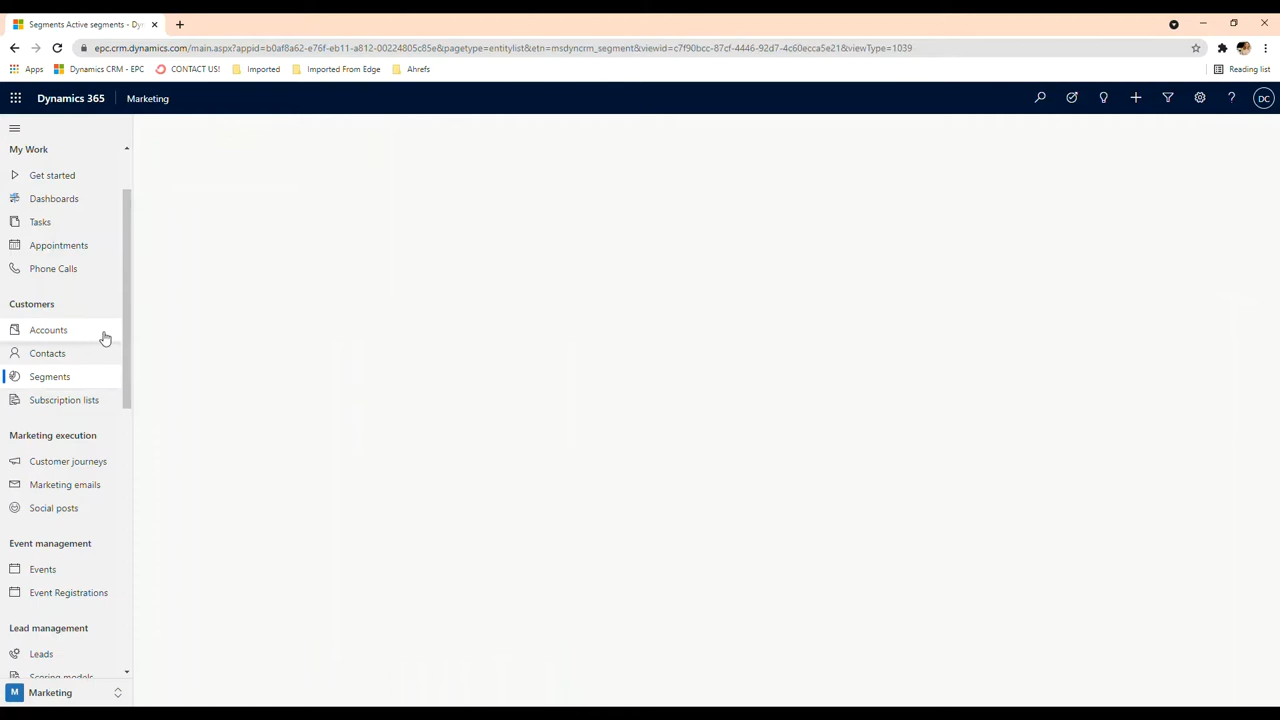 Segments Active segments - Dy
epc.crm.dynamics.com/main.aspx?appid=b0af8a62-e76f-eb11-a812-00224805c85e&pagetype=entitylist&etn=msdyncrm_segment&viewid=c7f90bcc-87cf-4446-92d7-4c60ecca5e21&viewType=1039
Apps Dynamics CRM - EPC CONTACT US! Imported Imported From Edge Ahrefs Reading list
Dynamics 365 Marketing DC
My Work
Get started
Dashboards
Tasks
Appointments
Phone Calls
Customers
Accounts
Contacts
Segments
Subscription lists
Marketing execution
Customer journeys
Marketing emails
Social posts
Event management
Events
Event Registrations
Lead management
Leads
Scoring models
M Marketing